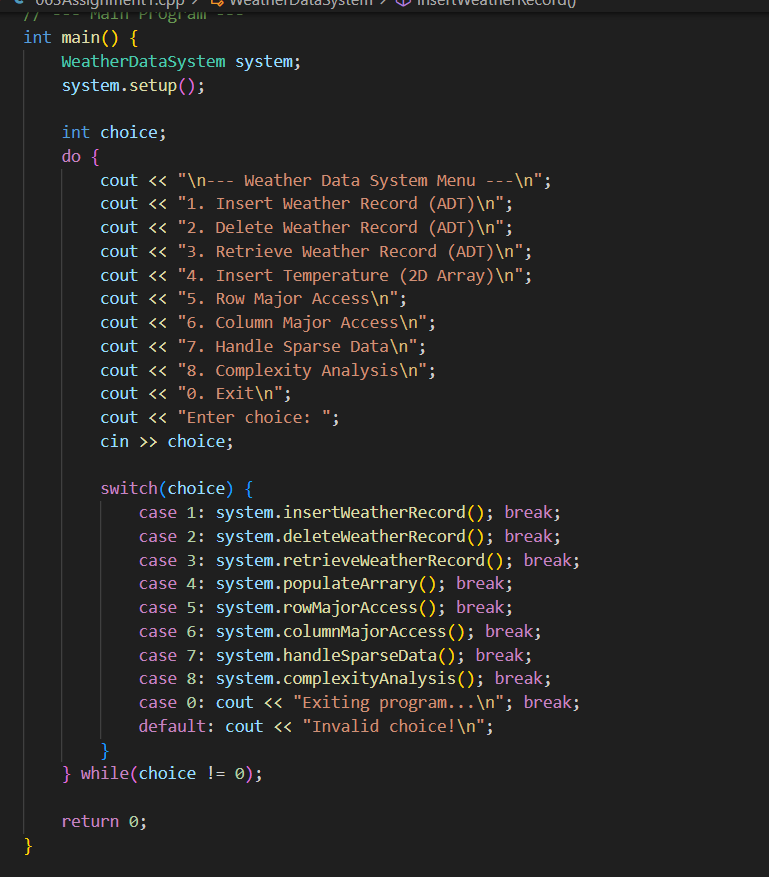 063Assignment1.cpp > WeatherDataSystem > insertWeatherRecord()
// --- Main Program ---
int main() {
    WeatherDataSystem system;
    system.setup();

    int choice;
    do {
        cout << "\n--- Weather Data System Menu ---\n";
        cout << "1. Insert Weather Record (ADT)\n";
        cout << "2. Delete Weather Record (ADT)\n";
        cout << "3. Retrieve Weather Record (ADT)\n";
        cout << "4. Insert Temperature (2D Array)\n";
        cout << "5. Row Major Access\n";
        cout << "6. Column Major Access\n";
        cout << "7. Handle Sparse Data\n";
        cout << "8. Complexity Analysis\n";
        cout << "0. Exit\n";
        cout << "Enter choice: ";
        cin >> choice;

        switch(choice) {
            case 1: system.insertWeatherRecord(); break;
            case 2: system.deleteWeatherRecord(); break;
            case 3: system.retrieveWeatherRecord(); break;
            case 4: system.populateArrary(); break;
            case 5: system.rowMajorAccess(); break;
            case 6: system.columnMajorAccess(); break;
            case 7: system.handleSparseData(); break;
            case 8: system.complexityAnalysis(); break;
            case 0: cout << "Exiting program...\n"; break;
            default: cout << "Invalid choice!\n";
        }
    } while(choice != 0);

    return 0;
}